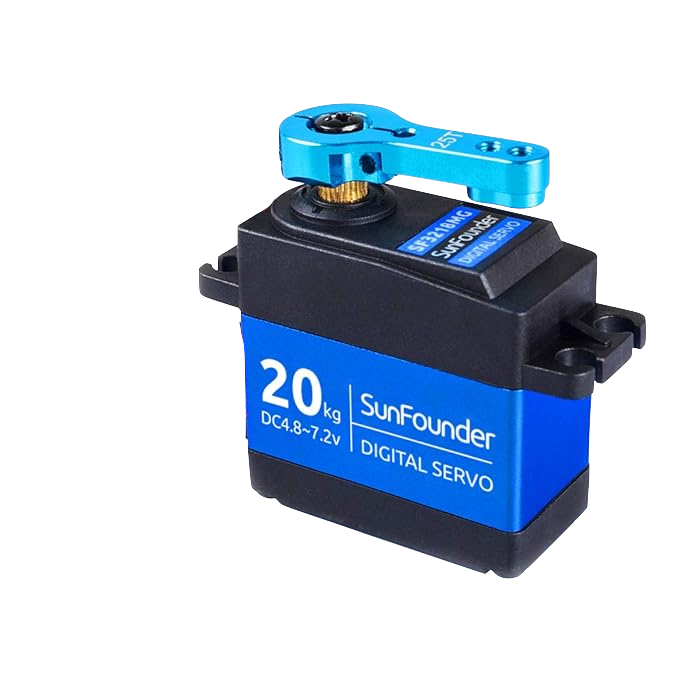 25T
SF3218MG
SunFounder
DIGITAL SERVO
20kg
DC4.8~7.2v
SunFounder
DIGITAL SERVO